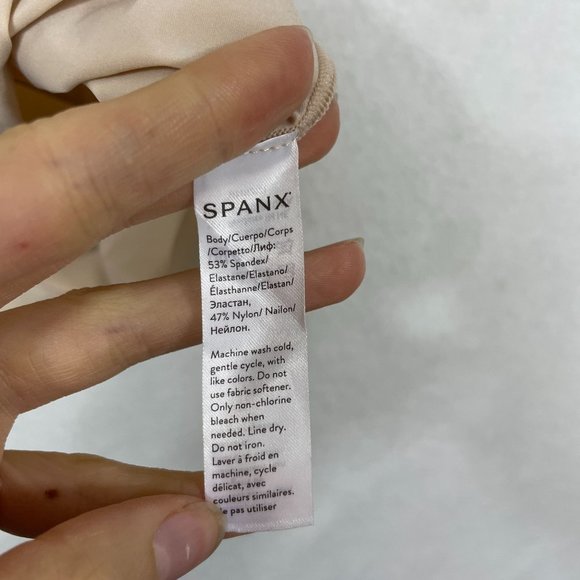 SPANX
Body/Cuerpo/Corps
/Corpetto/Лиф:
53% Spandex/
Elastane/Elastano/
Élasthanne/Elastan/
Эластан,
47% Nylon/ Nailon/
Нейлон.
Machine wash cold,
gentle cycle, with
like colors. Do not
use fabric softener.
Only non-chlorine
bleach when
needed. Line dry.
Do not iron.
Laver à froid en
machine, cycle
délicat, avec
couleurs similaires.
pas utiliser